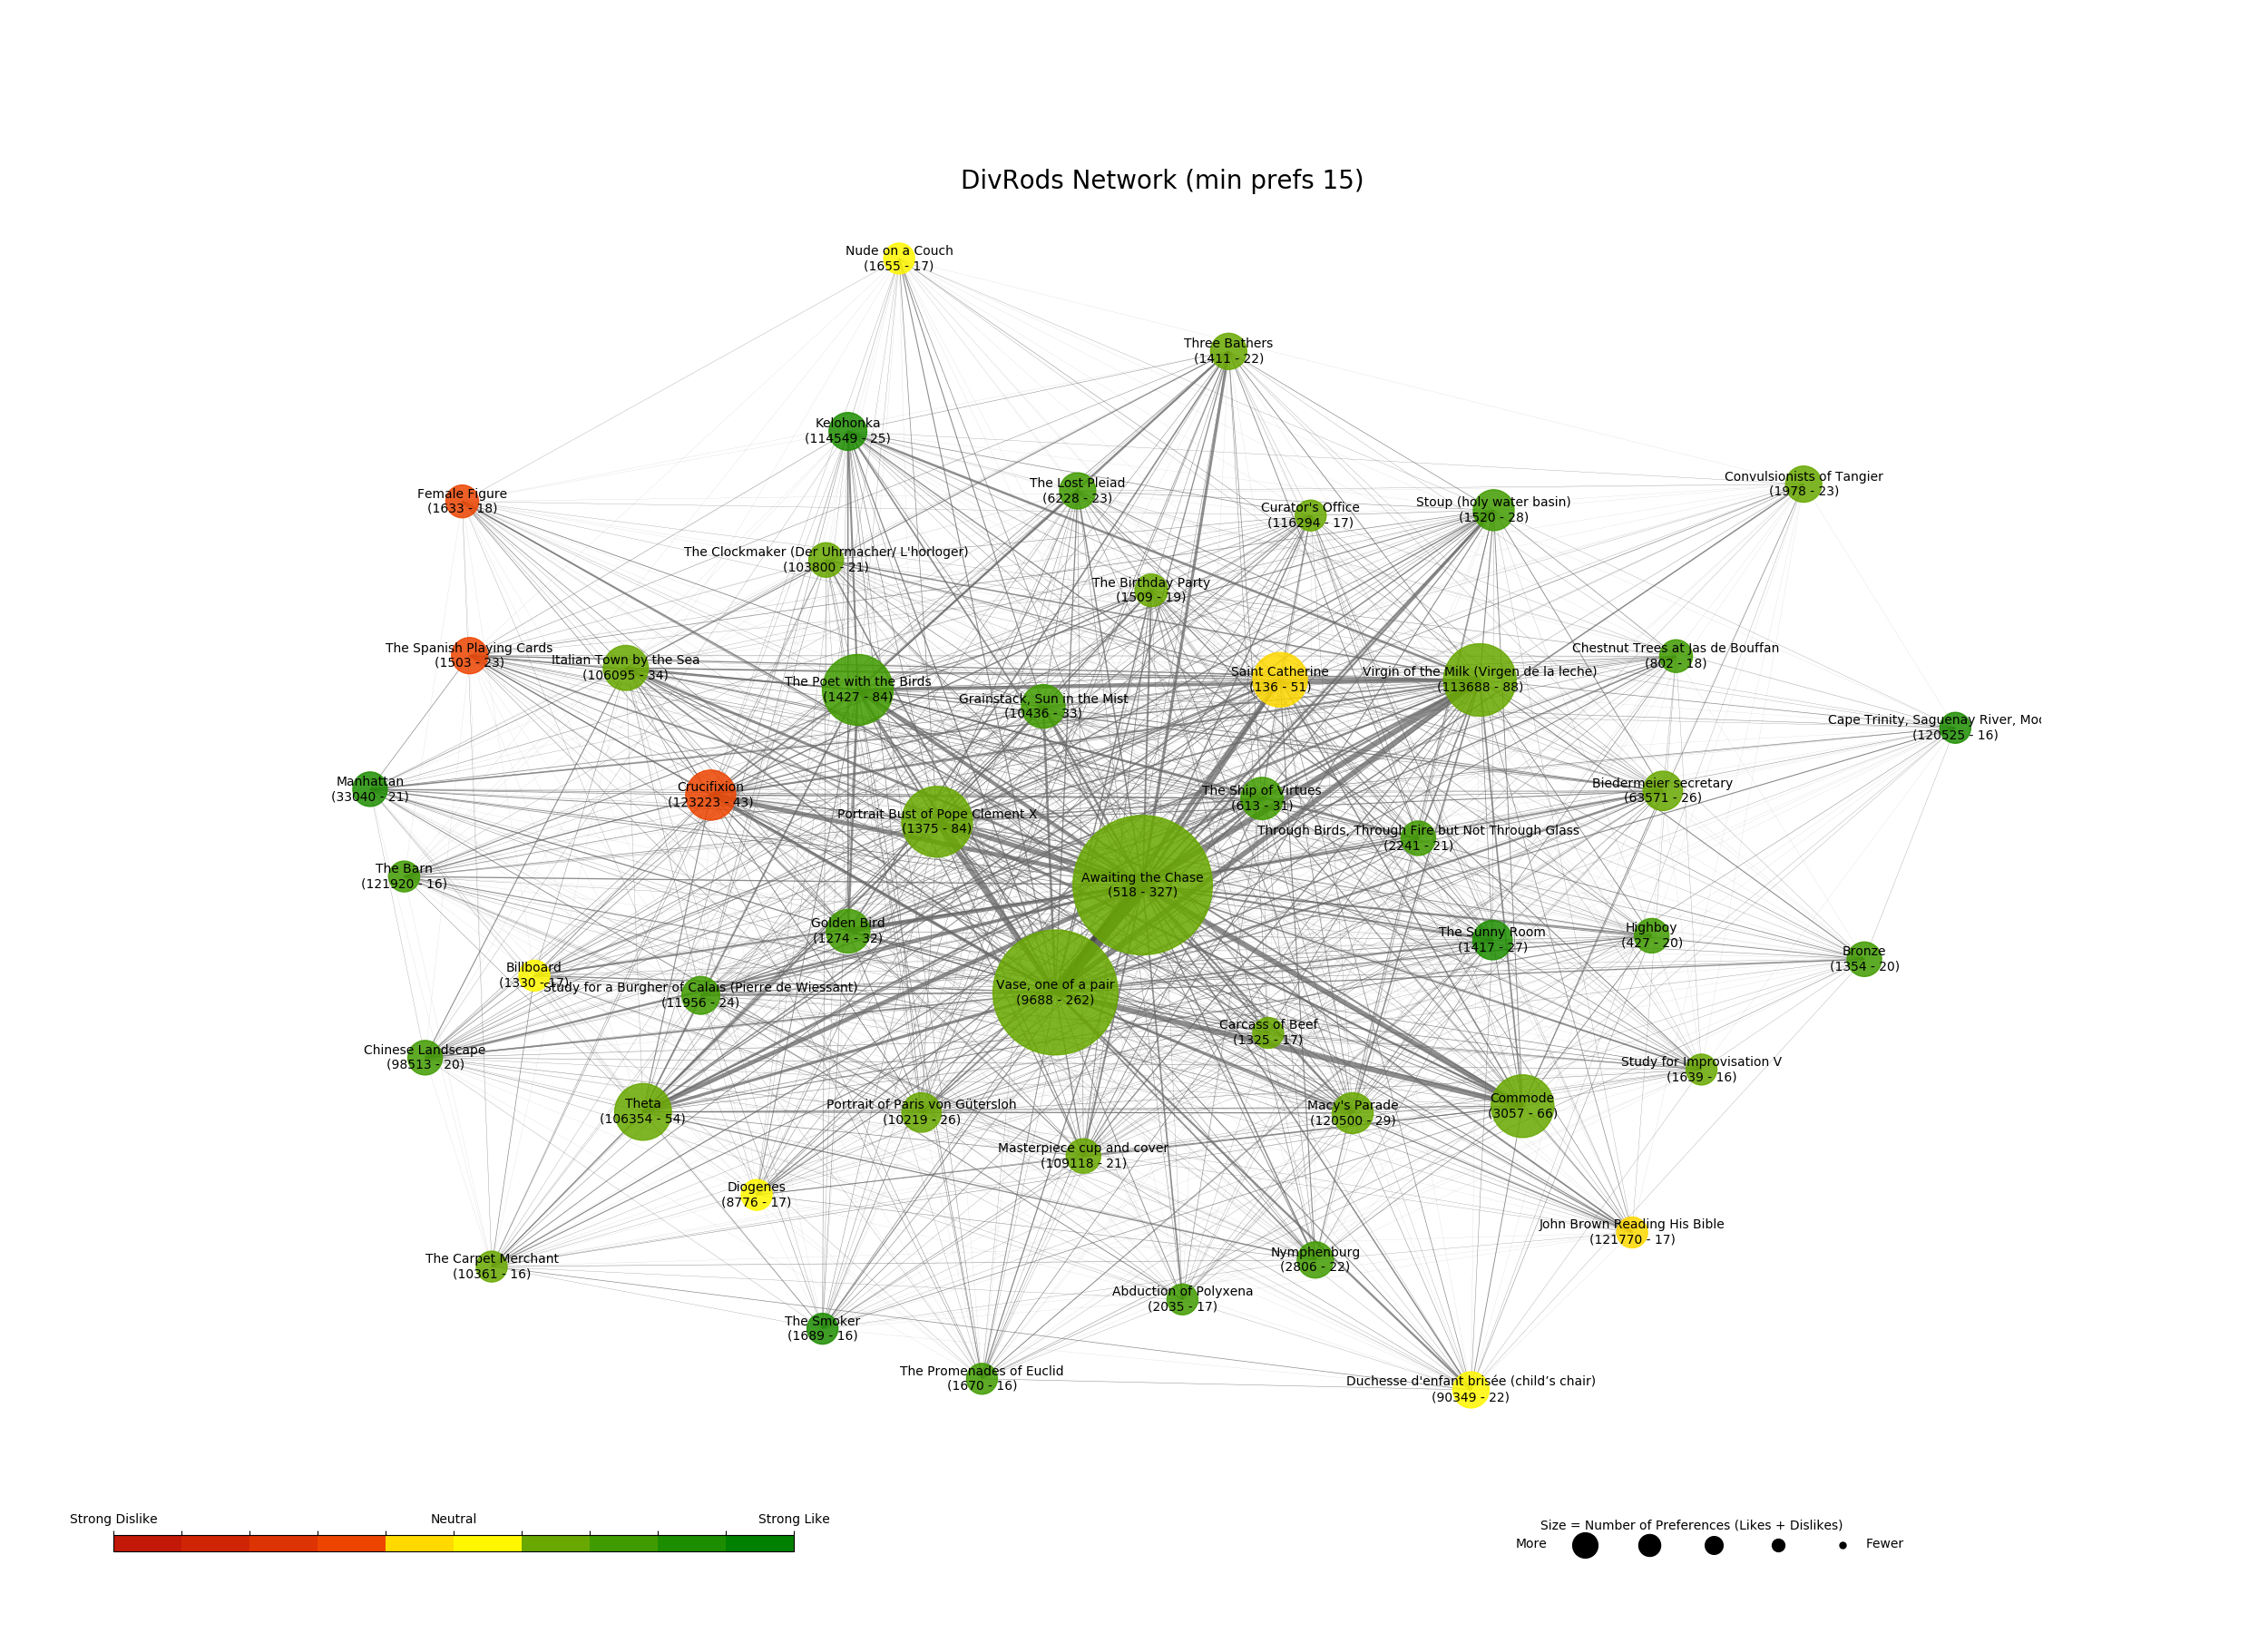 DivRods Network (min prefs 15)
Nude on a Couch
(1655 - 17)
Three Bathers
(1411 - 22)
Kelohonka
(114549 - 25)
Convulsionists of Tangier
(1978 - 23)
The Lost Pleiad
(6228 - 23)
Female Figure
(1633 - 18)
Stoup (holy water basin)
(1520 - 28)
Curator's Office
(116294 - 17)
The Clockmaker (Der Uhrmacher/ L'horloger)
(103800 - 21)
The Birthday Party
(1509 - 19)
The Spanish Playing Cards
(1503 - 23)
Chestnut Trees at Jas de Bouffan
(802 - 18)
Italian Town by the Sea
(106095 - 34)
Saint Catherine
(136 - 51)
Virgin of the Milk (Virgen de la leche)
(113688 - 88)
The Poet with the Birds
(1427 - 84)
Grainstack, Sun in the Mist
(10436 - 33)
Cape Trinity, Saguenay River, Moo
(120525 - 16)
Manhattan
(33040 - 21)
Crucifixion
(123223 - 43)
Biedermeier secretary
(63571 - 26)
The Ship of Virtues
(613 - 31)
Portrait Bust of Pope Clement X
(1375 - 84)
Through Birds, Through Fire but Not Through Glass
(2241 - 21)
The Barn
(121920 - 16)
Awaiting the Chase
(518 - 327)
Golden Bird
(1274 - 32)
Highboy
(427 - 20)
The Sunny Room
(1417 - 27)
Bronze
(1354 - 20)
Billboard
(1330 - 17)
Vase, one of a pair
(9688 - 262)
Study for a Burgher of Calais (Pierre de Wiessant)
(11956 - 24)
Carcass of Beef
(1325 - 17)
Chinese Landscape
(98513 - 20)
Study for Improvisation V
(1639 - 16)
Commode
(3057 - 66)
Theta
(106354 - 54)
Portrait of Paris von Gütersloh
(10219 - 26)
Macy's Parade
(120500 - 29)
Masterpiece cup and cover
(109118 - 21)
Diogenes
(8776 - 17)
John Brown Reading His Bible
(121770 - 17)
Nymphenburg
(2806 - 22)
The Carpet Merchant
(10361 - 16)
Abduction of Polyxena
(2035 - 17)
The Smoker
(1689 - 16)
The Promenades of Euclid
(1670 - 16)
Duchesse d'enfant brisée (child’s chair)
(90349 - 22)
Strong Dislike Neutral Strong Like
Size = Number of Preferences (Likes + Dislikes)
More Fewer